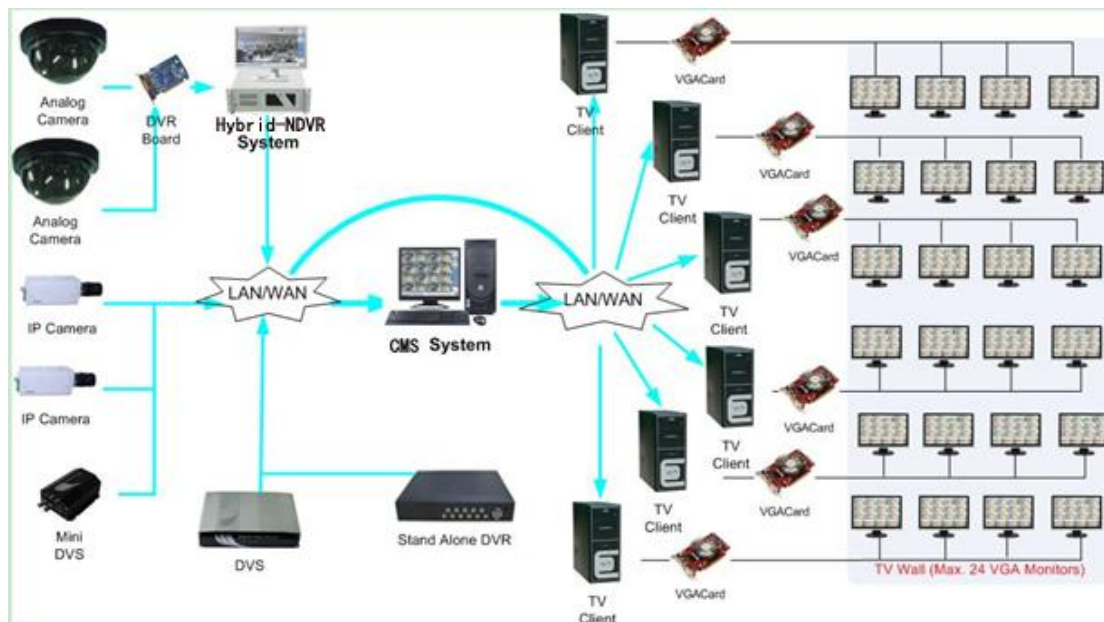 Analog
Camera
DVR
Board
Hybrid-NDVR
System
Analog
Camera
IP Camera
IP Camera
Mini
DVS
LAN/WAN
DVS
Stand Alone DVR
CMS System
LAN/WAN
TV
Client
VGACard
TV
Client
VGACard
TV
Client
VGACard
TV
Client
VGACard
TV
Client
VGACard
TV
Client
VGACard
TV Wall (Max. 24 VGA Monitors)